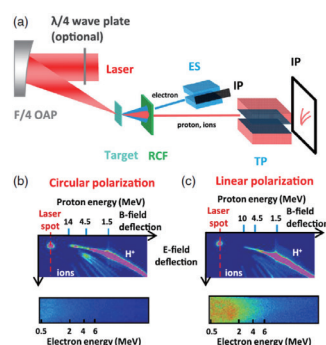 (a)
λ/4 wave plate
(optional)
Laser
F/4 OAP
ES
IP
electron
IP
proton, ions
Target
RCF
TP
(b)
Circular polarization
Proton energy (MeV)
14 4.5 1.5
B-field
deflection
Laser
spot
E-field
deflection
H+
ions
0.5 2 4 6
Electron energy (MeV)
(c)
Linear polarization
Proton energy (MeV)
10 4.5 1.5
B-field
deflection
Laser
spot
H+
ions
0.5 2 4 6
Electron energy (MeV)